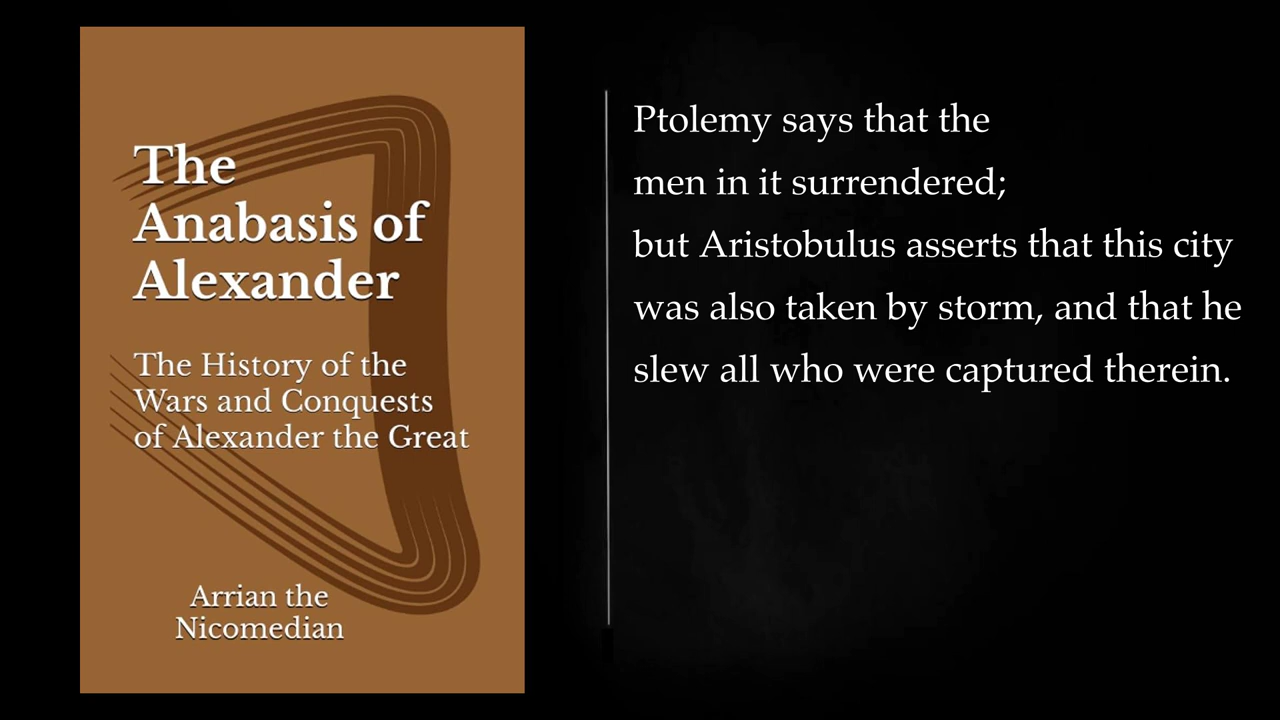 The
Anabasis of
Alexander
The History of the
Wars and Conquests
of Alexander the Great
Arrian the
Nicomedian
Ptolemy says that the
men in it surrendered;
but Aristobulus asserts that this city
was also taken by storm, and that he
slew all who were captured therein.